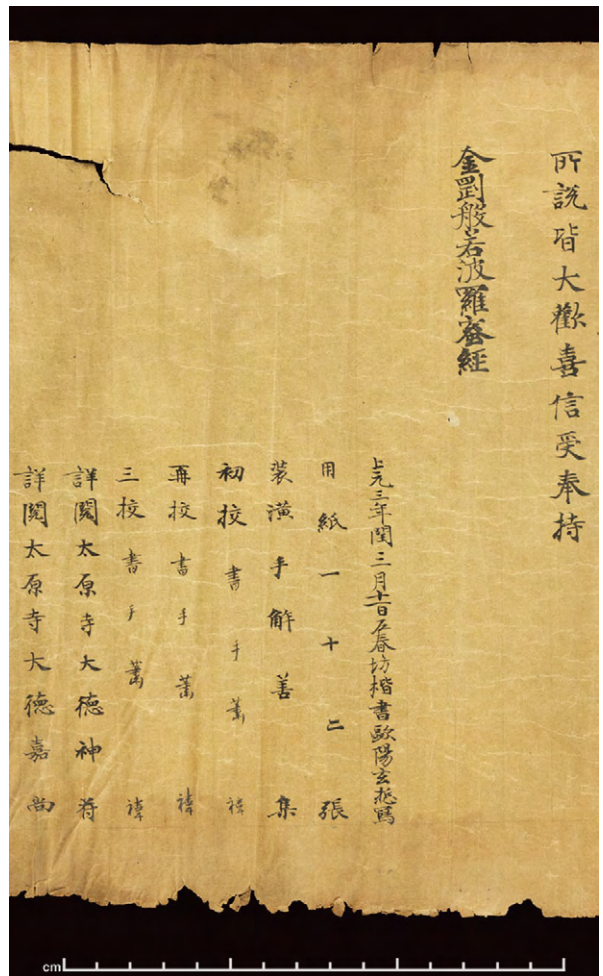 所說皆大歡喜信受奉持
金剛般若波羅蜜經
上元三年閏三月十一日左春坊楷書歐陽玄悊寫
用紙一十二張
裝潢手解善集
初校書手蕭禕
再校書手蕭禕
三校書手蕭禕
詳閱太原寺大德神符
詳閱太原寺大德嘉尚
cm